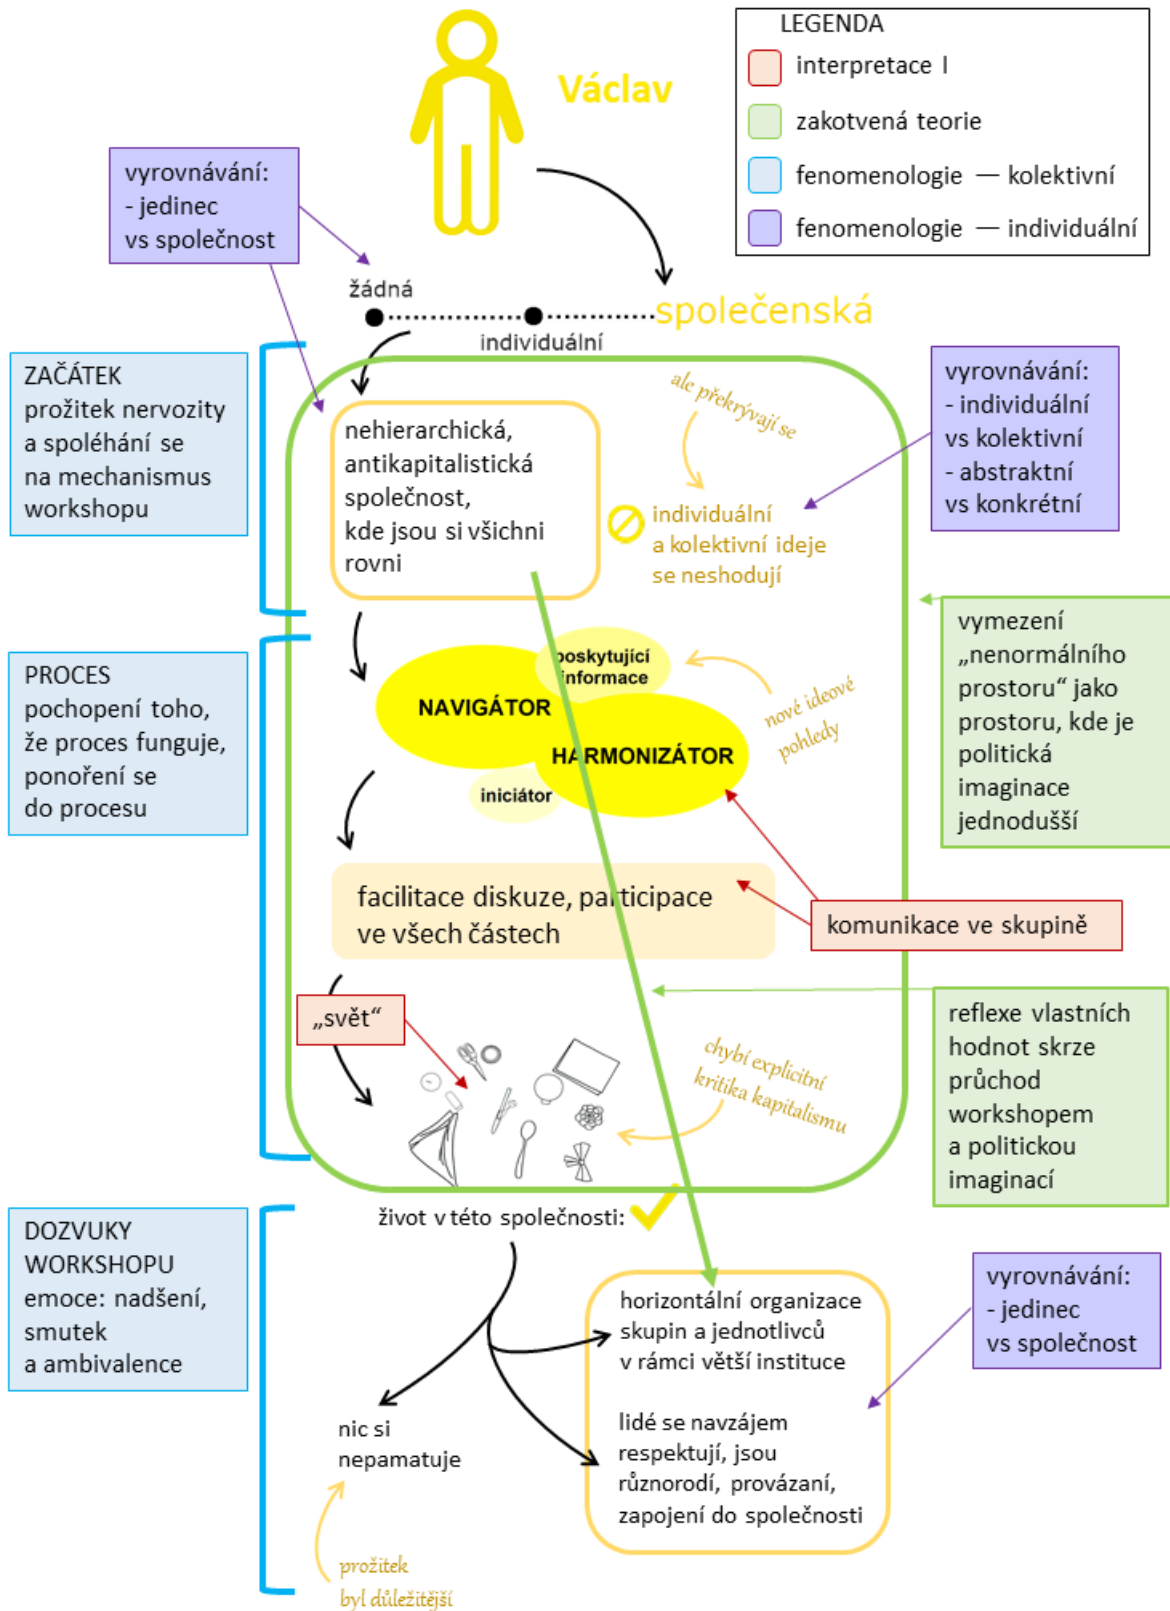 Václav
LEGENDA
interpretace I
zakotvená teorie
fenomenologie — kolektivní
fenomenologie — individuální
vyrovnávání:
- jedinec
vs společnost
žádná
individuální
společenská
ZAČÁTEK
prožitek nervozity
a spoléhání se
na mechanismus
workshopu
nehierarchická,
antikapitalistická
společnost,
kde jsou si všichni
rovni
ale překrývají se
individuální
a kolektivní ideje
se neshodují
vyrovnávání:
- individuální
vs kolektivní
- abstraktní
vs konkrétní
vymezení
„nenormálního
prostoru“ jako
prostoru, kde je
politická
imaginace
jednodušší
PROCES
pochopení toho,
že proces funguje,
ponoření se
do procesu
poskytující
informace
NAVIGÁTOR
HARMONIZÁTOR
iniciátor
nové ideové
pohledy
facilitace diskuze, participace
ve všech částech
komunikace ve skupině
„svět“
chybí explicitní
kritika kapitalismu
reflexe vlastních
hodnot skrze
průchod
workshopem
a politickou
imaginací
DOZVUKY
WORKSHOPU
emoce: nadšení,
smutek
a ambivalence
život v této společnosti:
horizontální organizace
skupin a jednotlivců
v rámci větší instituce
lidé se navzájem
respektují, jsou
různorodí, provázaní,
zapojení do společnosti
vyrovnávání:
- jedinec
vs společnost
nic si
nepamatuje
prožitek
byl důležitější